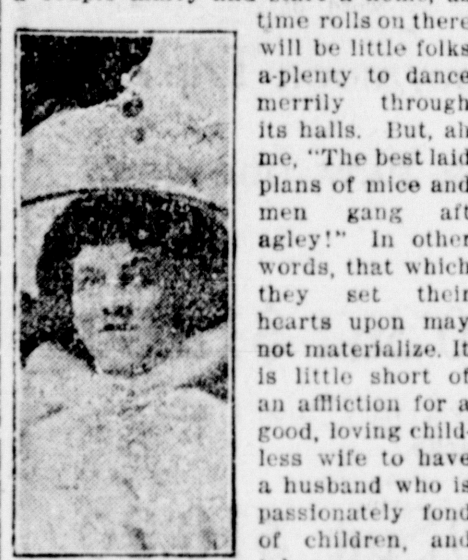 time rolls on there
will be little folks
a-plenty to dance
merrily through
its halls. But, ah
me, "The best laid
plans of mice and
men gang aft
agley!" In other
words, that which
they set their
hearts upon may
not materialize. It
is little short of
an affliction for a
good, loving child-
less wife to have
a husband who is
passionately fond
of children, and